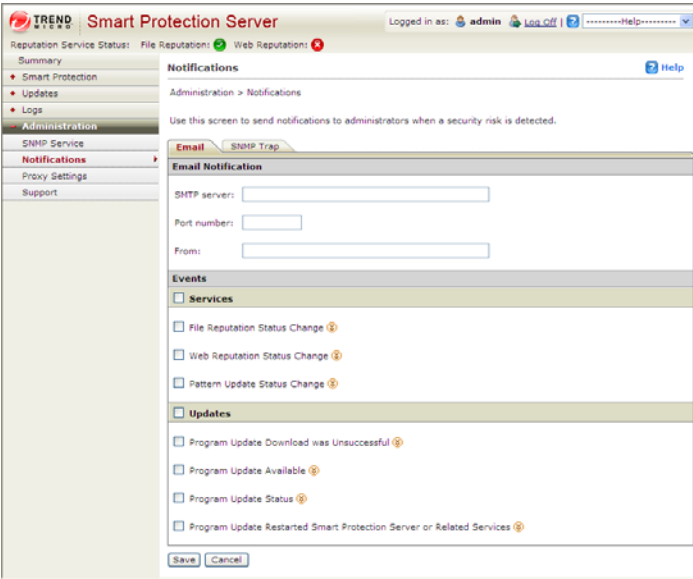 TREND MICRO Smart Protection Server Logged in as: admin Log Off | ---------Help---------
Reputation Service Status: File Reputation: Web Reputation:
Summary
Smart Protection
Updates
Logs
Administration
SNMP Service
Notifications
Proxy Settings
Support
Notifications Help
Administration > Notifications
Use this screen to send notifications to administrators when a security risk is detected.
Email SNMP Trap
Email Notification
SMTP server:
Port number:
From:
Events
Services
File Reputation Status Change
Web Reputation Status Change
Pattern Update Status Change
Updates
Program Update Download was Unsuccessful
Program Update Available
Program Update Status
Program Update Restarted Smart Protection Server or Related Services
Save Cancel